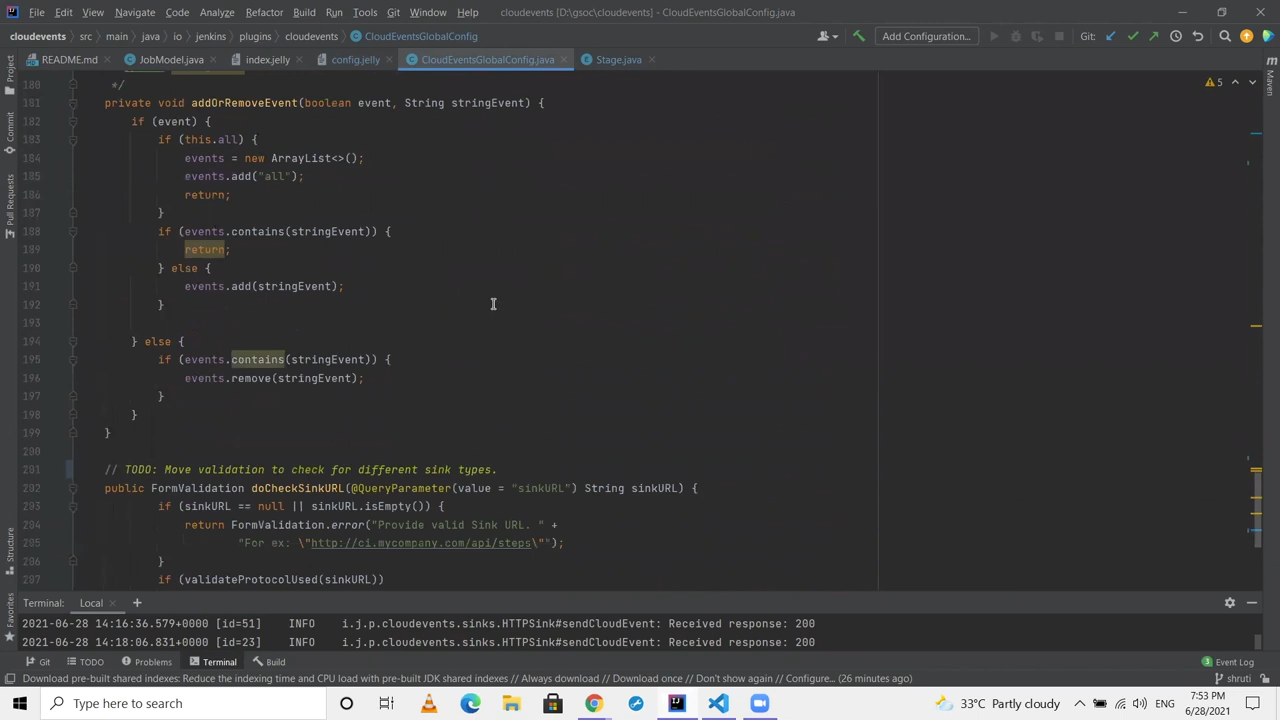 File Edit View Navigate Code Analyze Refactor Build Run Tools Git Window Help cloudevents [D:\gsoc\cloudevents] - CloudEventsGlobalConfig.java
cloudevents src main java io jenkins plugins cloudevents CloudEventsGlobalConfig Add Configuration... Git:
README.md JobModel.java index.jelly config.jelly CloudEventsGlobalConfig.java Stage.java
180 */ 5
181 private void addOrRemoveEvent(boolean event, String stringEvent) {
182 if (event) {
183 if (this.all) {
184 events = new ArrayList<>();
185 events.add("all");
186 return;
187 }
188 if (events.contains(stringEvent)) {
189 return;
190 } else {
191 events.add(stringEvent);
192 }
193
194 } else {
195 if (events.contains(stringEvent)) {
196 events.remove(stringEvent);
197 }
198 }
199 }
200
201 // TODO: Move validation to check for different sink types.
202 public FormValidation doCheckSinkURL(@QueryParameter(value = "sinkURL") String sinkURL) {
203 if (sinkURL == null || sinkURL.isEmpty()) {
204 return FormValidation.error("Provide valid Sink URL. " +
205 "For ex: \"http://ci.mycompany.com/api/steps\"");
206 }
207 if (validateProtocolUsed(sinkURL))
Project
Commit
Pull Requests
Structure
Favorites
Maven
Terminal: Local +
2021-06-28 14:16:36.579+0000 [id=51] INFO i.j.p.cloudevents.sinks.HTTPSink#sendCloudEvent: Received response: 200
2021-06-28 14:18:06.831+0000 [id=23] INFO i.j.p.cloudevents.sinks.HTTPSink#sendCloudEvent: Received response: 200
Git TODO Problems Terminal Build 3 Event Log
Download pre-built shared indexes: Reduce the indexing time and CPU load with pre-built JDK shared indexes // Always download // Download once // Don't show again // Configure... (26 minutes ago) shruti
Type here to search 33°C Partly cloudy ENG 7:53 PM
6/28/2021